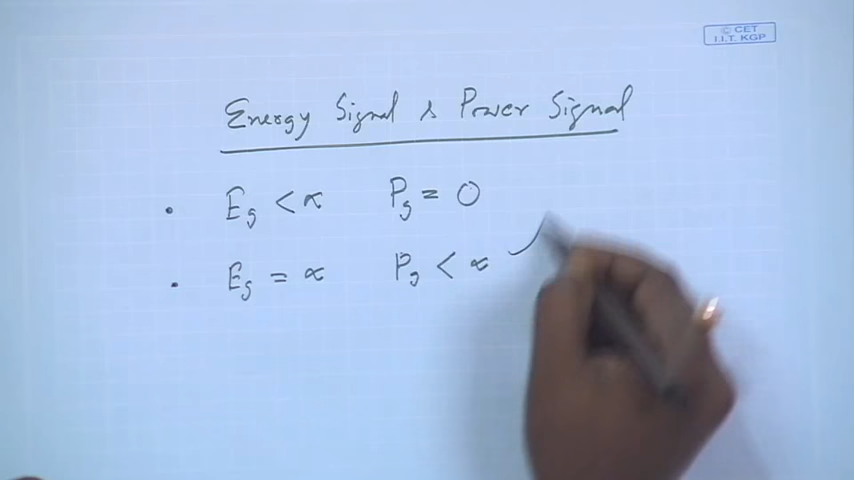 © CET
I.I.T. KGP
Energy Signal & Power Signal
• Eg < ∝ Pg = 0
• Eg = ∝ Pg < ∝